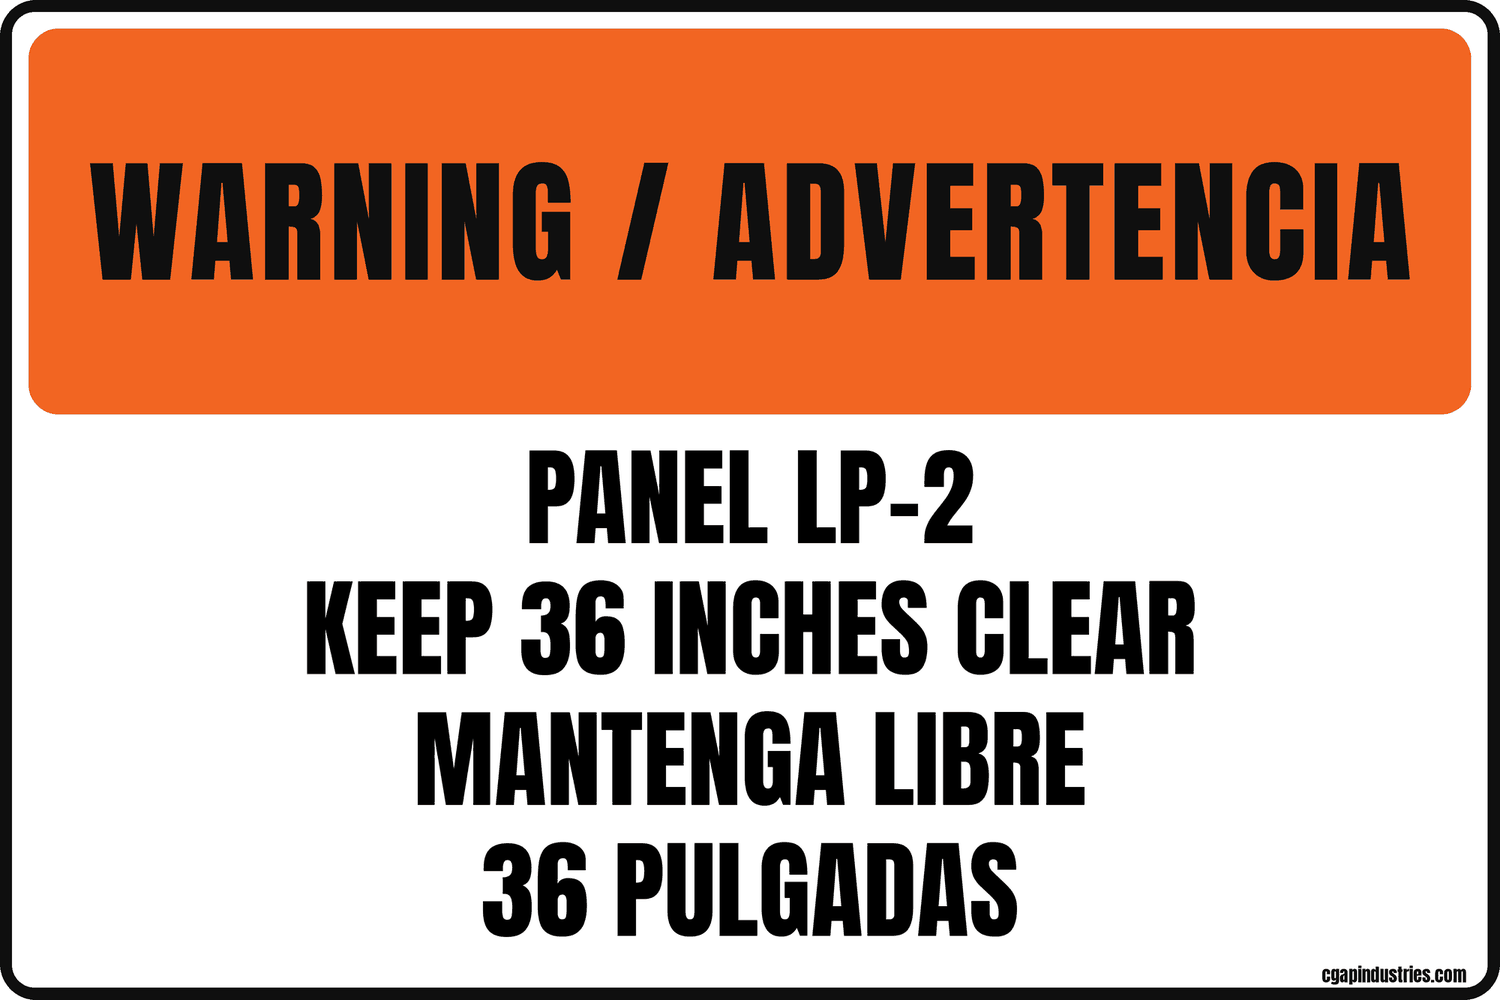 WARNING / ADVERTENCIA
PANEL LP-2
KEEP 36 INCHES CLEAR
MANTENGA LIBRE
36 PULGADAS
cgapindustries.com